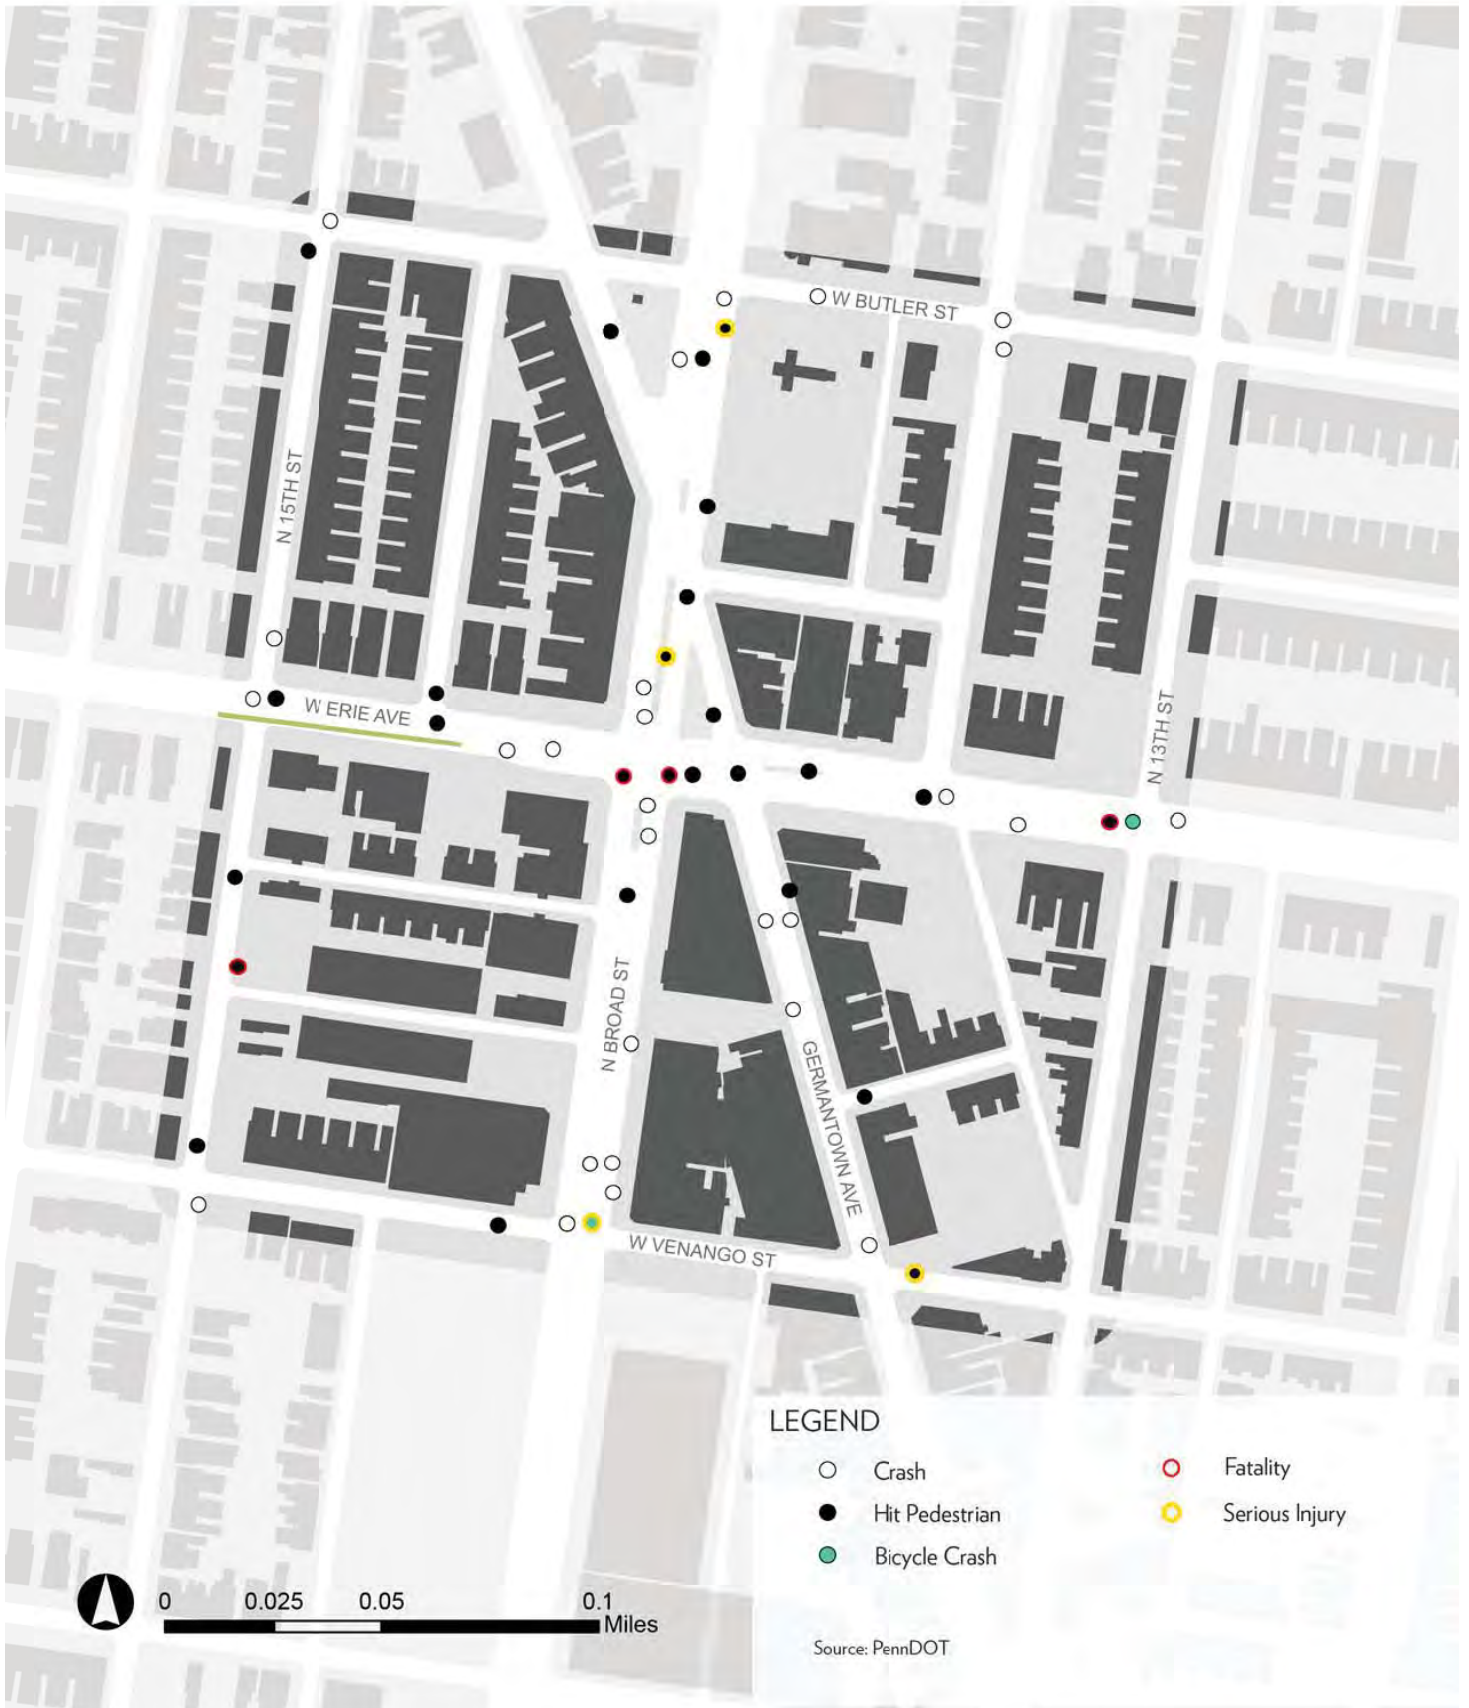 W BUTLER ST
N 15TH ST
W ERIE AVE
N 13TH ST
N BROAD ST
GERMANTOWN AVE
W VENANGO ST
LEGEND
Crash
Fatality
Hit Pedestrian
Serious Injury
Bicycle Crash
0 0.025 0.05 0.1
Miles
Source: PennDOT